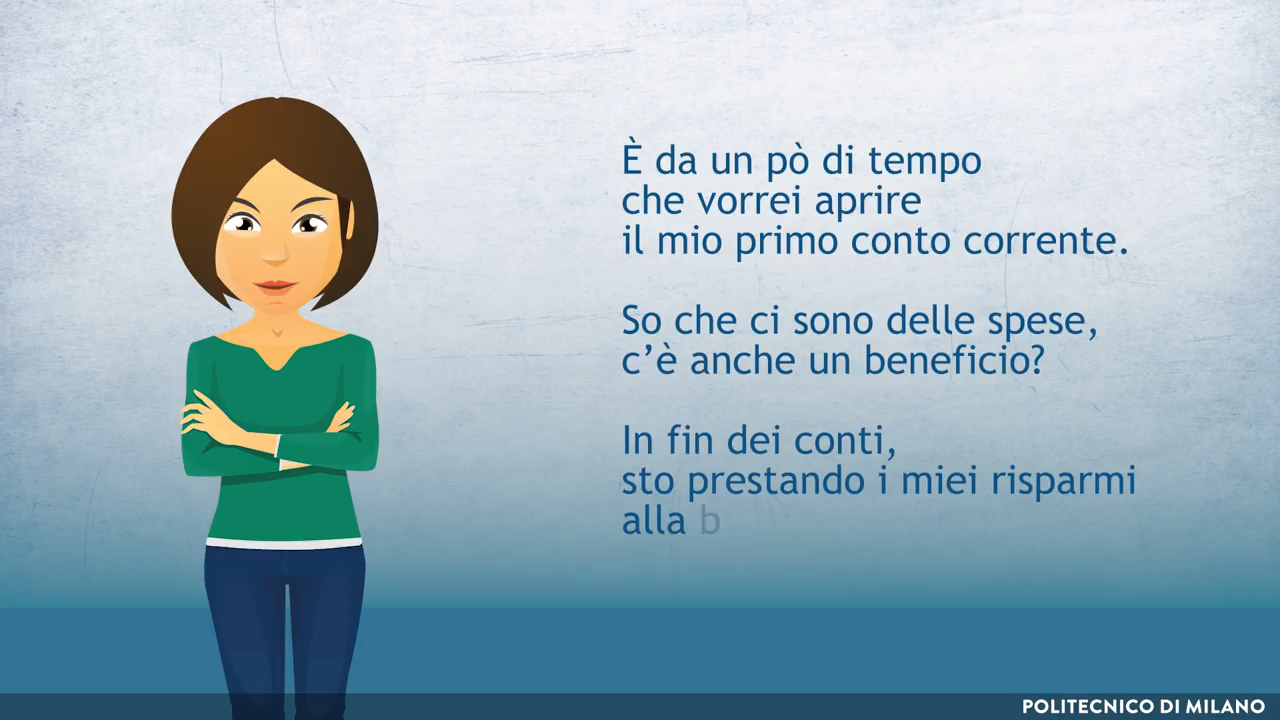 È da un pò di tempo
che vorrei aprire
il mio primo conto corrente.
So che ci sono delle spese,
c’è anche un beneficio?
In fin dei conti,
sto prestando i miei risparmi
alla b
POLITECNICO DI MILANO